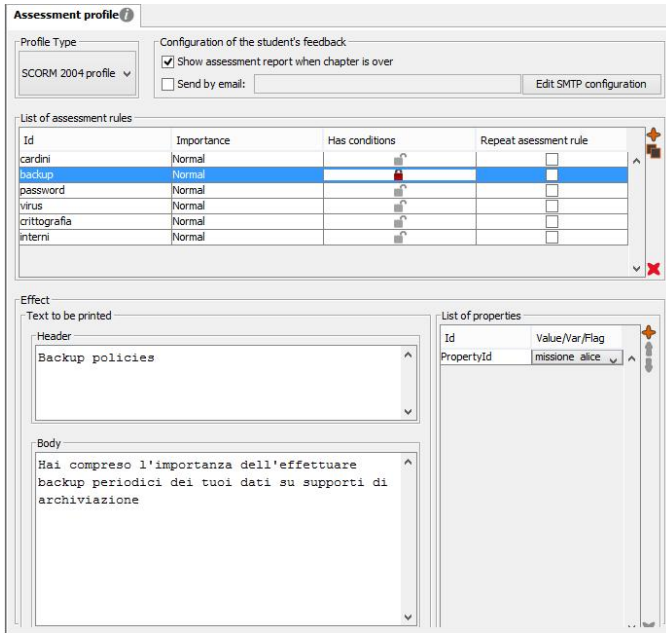 Assessment profile
Profile Type
SCORM 2004 profile
Configuration of the student's feedback
Show assessment report when chapter is over
Send by email:
Edit SMTP configuration
List of assessment rules
Id Importance Has conditions Repeat asessment rule
cardini Normal
backup Normal
password Normal
virus Normal
crittografia Normal
interni Normal
Effect
Text to be printed
Header
Backup policies
Body
Hai compreso l'importanza dell'effettuare
backup periodici dei tuoi dati su supporti di
archiviazione
List of properties
Id Value/Var/Flag
PropertyId missione alice